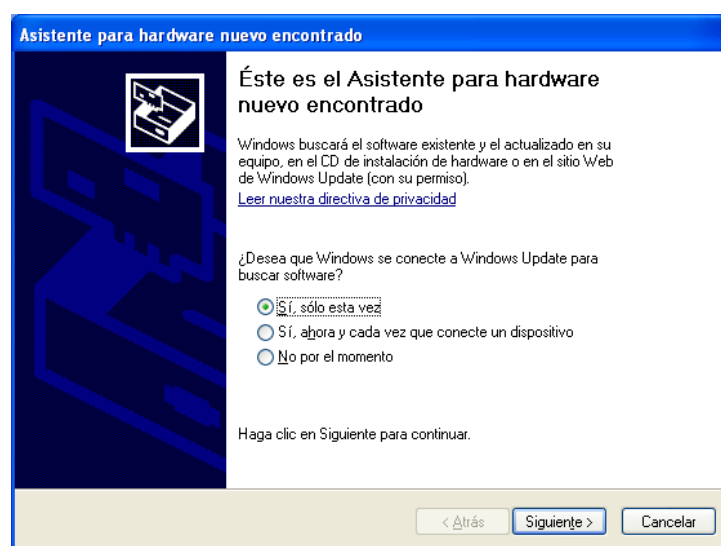 Asistente para hardware nuevo encontrado
Éste es el Asistente para hardware
nuevo encontrado
Windows buscará el software existente y el actualizado en su
equipo, en el CD de instalación de hardware o en el sitio Web
de Windows Update (con su permiso).
Leer nuestra directiva de privacidad
¿Desea que Windows se conecte a Windows Update para
buscar software?
Sí, sólo esta vez
Sí, ahora y cada vez que conecte un dispositivo
No por el momento
Haga clic en Siguiente para continuar.
< Atrás Siguiente > Cancelar